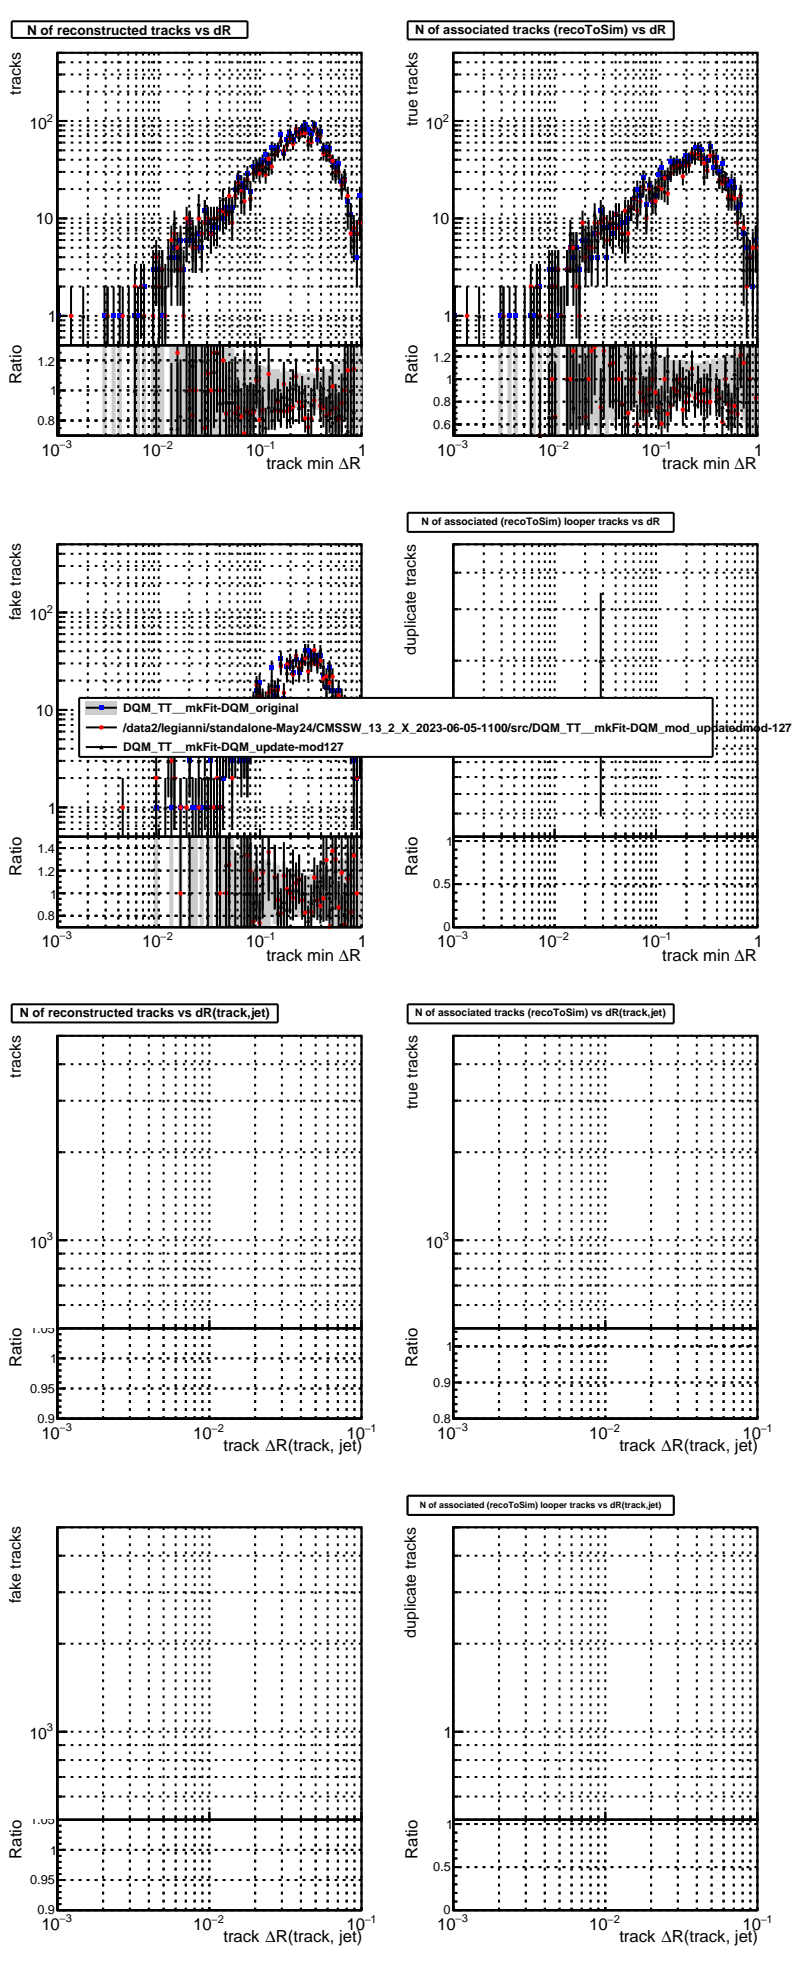 N of reconstructed tracks vs dR
tracks
10²
10
1
Ratio
1.2
1
0.8
10⁻³ 10⁻² 10⁻¹ 1
track min ΔR
N of associated tracks (recoToSim) vs dR
true tracks
10²
10
1
Ratio
1.2
1
0.8
0.6
10⁻³ 10⁻² 10⁻¹ 1
track min ΔR
fake tracks
10²
10
1
Ratio
1.4
1.2
1
0.8
10⁻³ 10⁻² 10⁻¹ 1
track min ΔR
N of associated (recoToSim) looper tracks vs dR
duplicate tracks
Ratio
1
0.5
0
10⁻³ 10⁻² 10⁻¹ 1
track min ΔR
DQM_TT__mkFit-DQM_original
/data2/legianni/standalone-May24/CMSSW_13_2_X_2023-06-05-1100/src/DQM_TT__mkFit-DQM_mod_updatedmod-127
DQM_TT__mkFit-DQM_update-mod127
N of reconstructed tracks vs dR(track,jet)
tracks
10³
Ratio
1.05
1
0.95
0.9
10⁻³ 10⁻² 10⁻¹
track ΔR(track, jet)
N of associated tracks (recoToSim) vs dR(track,jet)
true tracks
10³
Ratio
1
0.9
0.8
10⁻³ 10⁻² 10⁻¹
track ΔR(track, jet)
fake tracks
10³
Ratio
1.05
1
0.95
0.9
10⁻³ 10⁻² 10⁻¹
track ΔR(track, jet)
N of associated (recoToSim) looper tracks vs dR(track,jet)
duplicate tracks
1
Ratio
1
0.5
0
10⁻³ 10⁻² 10⁻¹
track ΔR(track, jet)